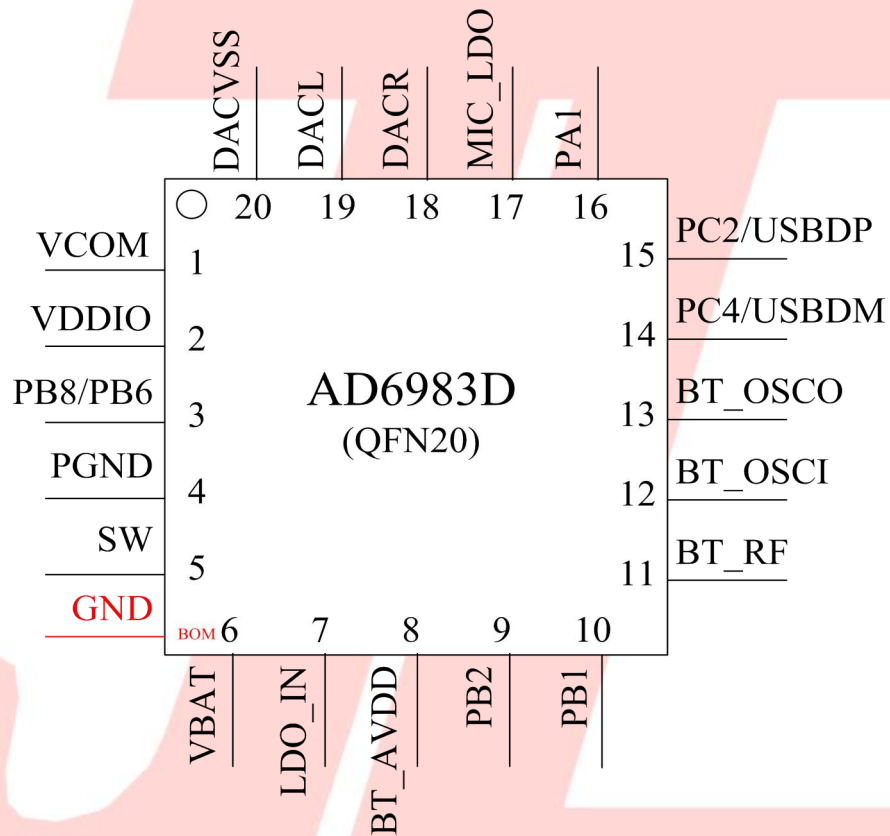 DACVSS
DACL
DACR
MIC_LDO
PA1
20
19
18
17
16
VCOM
1
VDDIO
2
PB8/PB6
3
PGND
4
SW
5
GND
BOM
AD6983D
(QFN20)
15
PC2/USBDP
14
PC4/USBDM
13
BT_OSCO
12
BT_OSCI
11
BT_RF
6
7
8
9
10
VBAT
LDO_IN
BT_AVDD
PB2
PB1